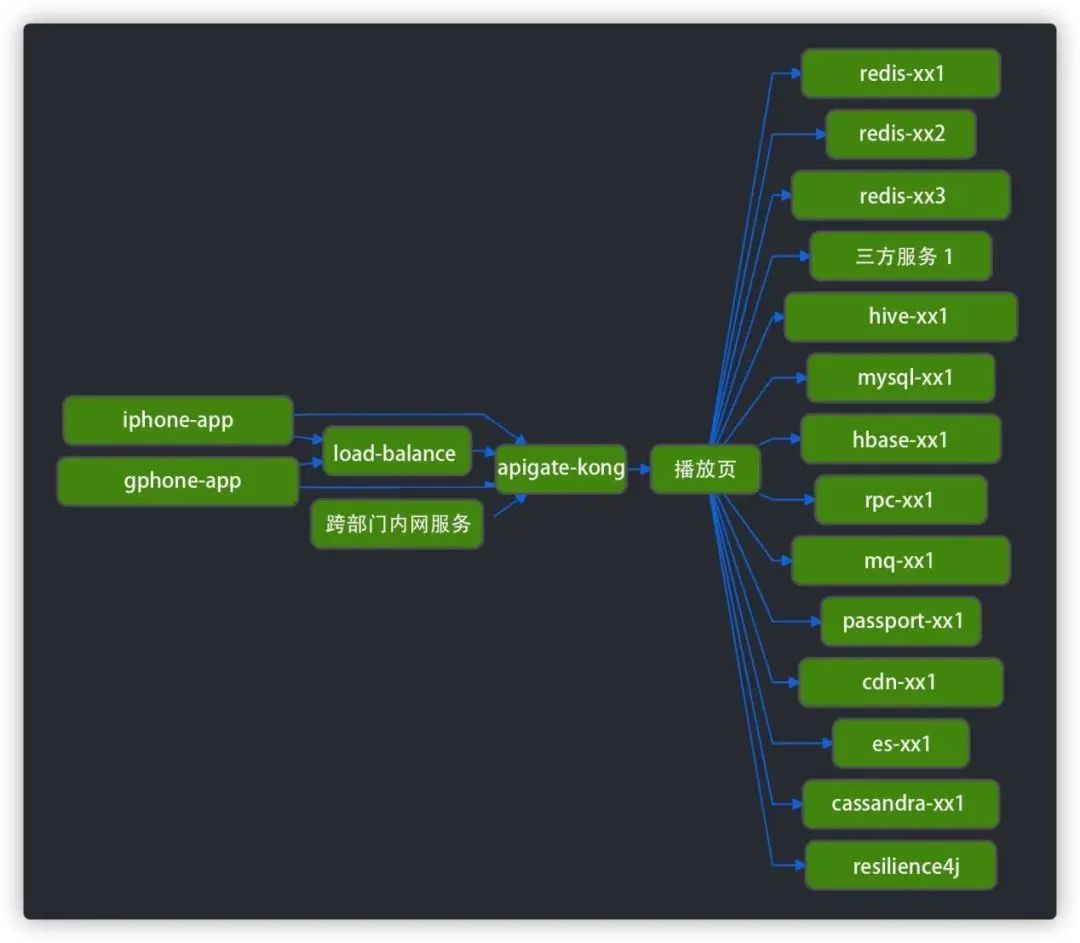 iphone-app
gphone-app
load-balance
跨部门内网服务
apigate-kong
播放页
redis-xx1
redis-xx2
redis-xx3
三方服务 1
hive-xx1
mysql-xx1
hbase-xx1
rpc-xx1
mq-xx1
passport-xx1
cdn-xx1
es-xx1
cassandra-xx1
resilience4j